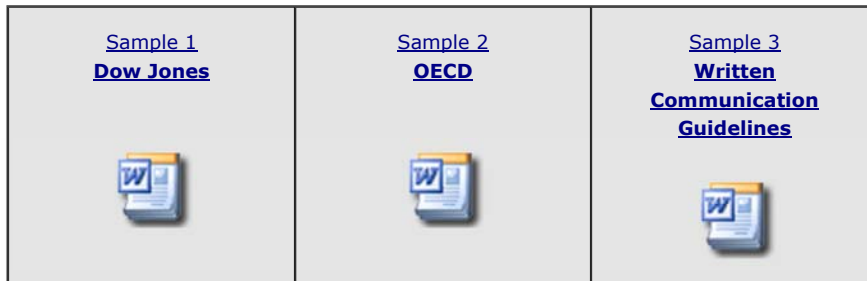 Sample 1
Dow Jones
Sample 2
OECD
Sample 3
Written
Communication
Guidelines
W
W
W